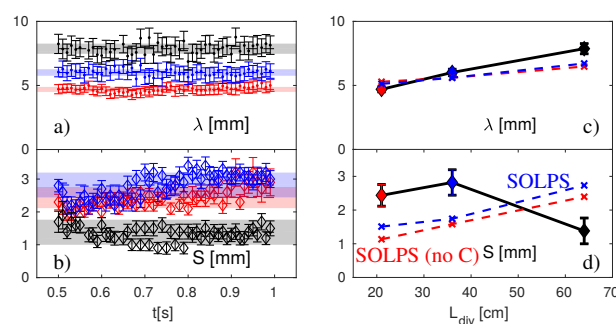 10
5
0
a)
λ [mm]
3
2
1
0
b)
S [mm]
0.5 0.6 0.7 0.8 0.9 1
t[s]
10
5
0
c)
λ [mm]
3
2
1
0
SOLPS
SOLPS (no C)
S [mm]
d)
20 30 40 50 60 70
L_div [cm]